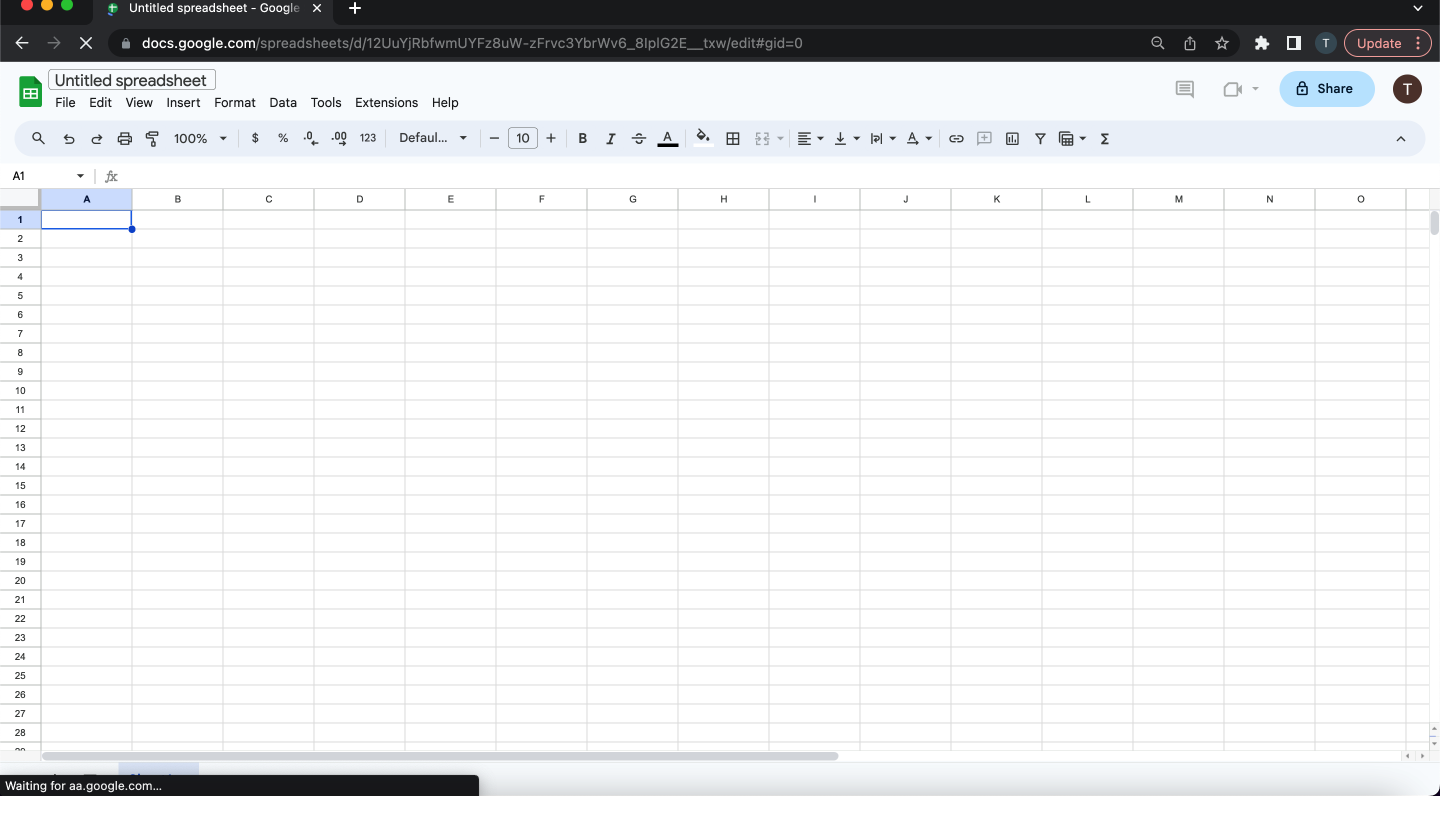 Untitled spreadsheet - Google
docs.google.com/spreadsheets/d/12UuYjRbfwmUYFz8uW-zFrvc3YbrWv6_8IpIG2E__txw/edit#gid=0
T
Update
Untitled spreadsheet
File Edit View Insert Format Data Tools Extensions Help
Share
T
100% $ % .0 .00 123 Defaul... 10 B I S A Σ
A1 fx
A B C D E F G H I J K L M N O
1
2
3
4
5
6
7
8
9
10
11
12
13
14
15
16
17
18
19
20
21
22
23
24
25
26
27
28
29
Waiting for aa.google.com...